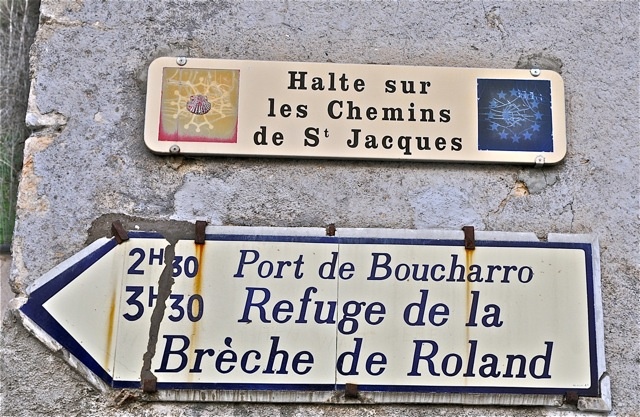 Halte sur
les Chemins
de St Jacques
2H30 Port de Boucharro
3H30 Refuge de la
Brèche de Roland